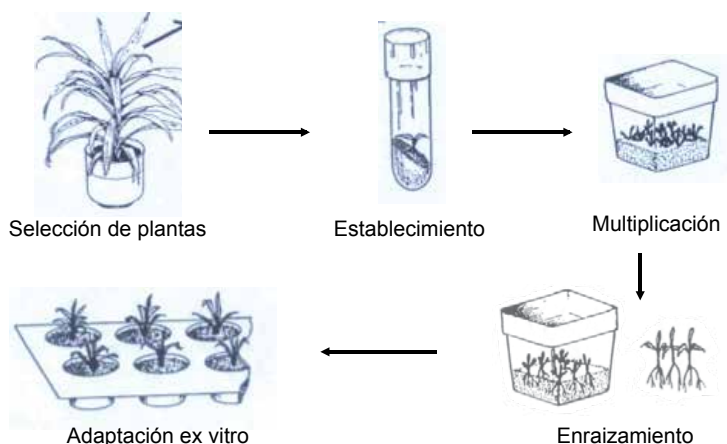 Selección de plantas
Establecimiento
Multiplicación
Enraizamiento
Adaptación ex vitro